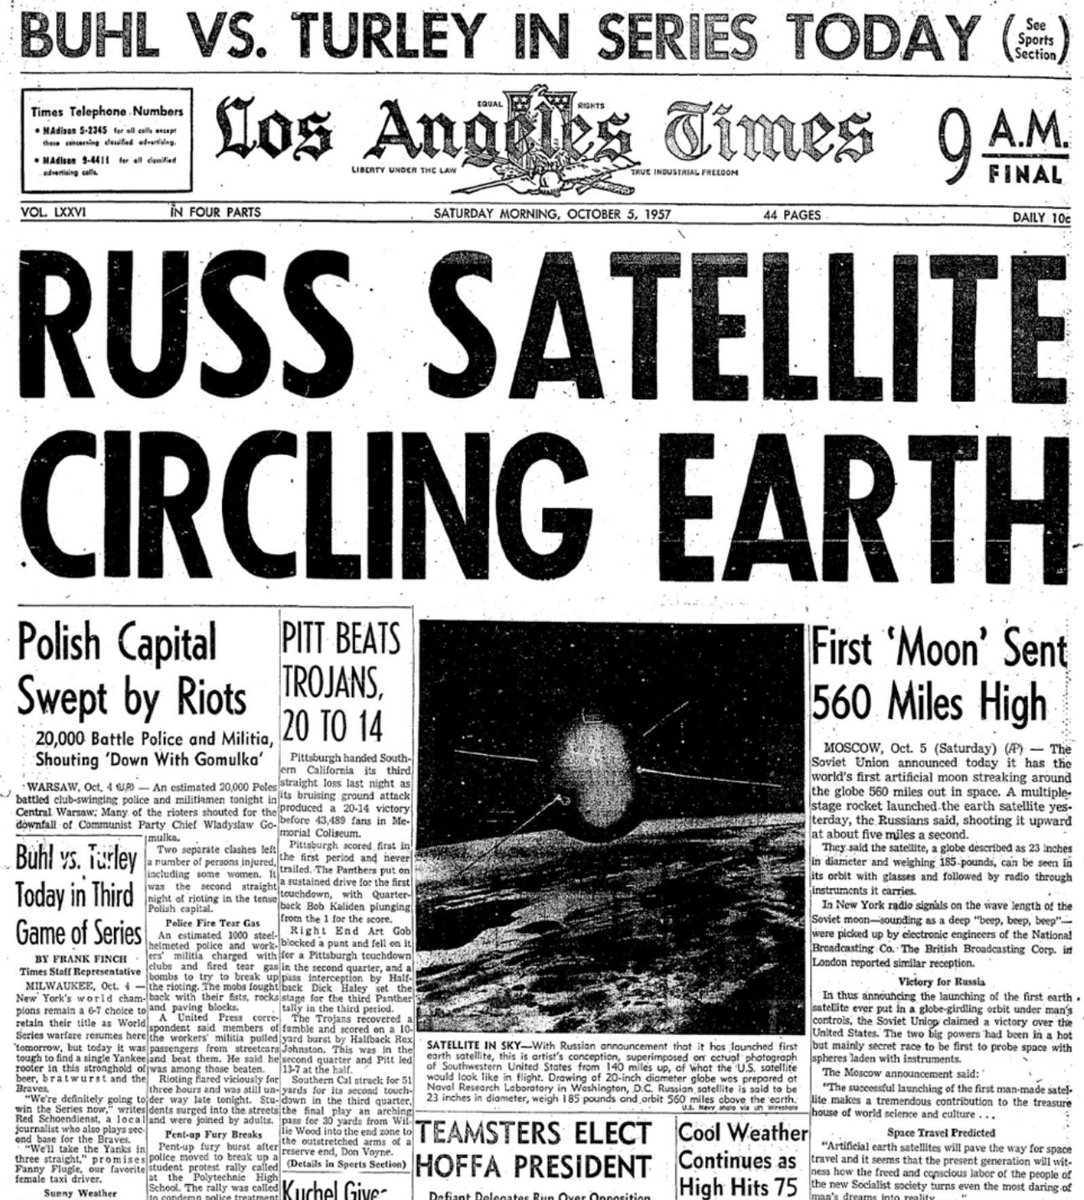 BUHL VS. TURLEY IN SERIES TODAY (See Sports Section)
Times Telephone Numbers
• MAdison 5-2345 for all calls except
those concerning classified advertising.
• MAdison 9-4411 for all classified
advertising calls.
EQUAL RIGHTS
Los Angeles Times
LIBERTY UNDER THE LAW TRUE INDUSTRIAL FREEDOM
9 A.M.
FINAL
VOL. LXXVI IN FOUR PARTS SATURDAY MORNING, OCTOBER 5, 1957 44 PAGES DAILY 10c
RUSS SATELLITE
CIRCLING EARTH
Polish Capital
Swept by Riots
20,000 Battle Police and Militia,
Shouting 'Down With Gomulka'
WARSAW, Oct. 4 (U.P.) — An estimated 20,000 Poles
battled club-swinging police and militiamen tonight in
Central Warsaw. Many of the rioters shouted for the
downfall of Communist Party Chief Wladyslaw Go-
mulka.
Two separate clashes left
a number of persons injured,
including some women. It
was the second straight
night of rioting in the tense
Polish capital.
Police Fire Tear Gas
An estimated 1000 steel-
helmeted police and work-
ers' militia charged with
clubs and fired tear gas
bombs to try to break up
the rioting. The mobs fought
back with their fists, rocks
and paving blocks.
A United Press corre-
spondent said members of
the workers' militia pulled
passengers from streetcars
and beat them. He said he
was among those beaten.
Rioting flared viciously for
three hours and was still un-
der way late tonight. Stu-
dents surged into the streets
and were joined by adults.
Pent-up Fury Breaks
Pent-up fury burst after
police moved to break up a
student protest rally called
at the Polytechnic High
School. The rally was called
to condemn police treatment
Buhl vs. Turley
Today in Third
Game of Series
BY FRANK FINCH
Times Staff Representative
MILWAUKEE, Oct. 4 —
New York's world cham-
pions remain a 6-7 choice to
retain their title as World
Series warfare resumes here
tomorrow, but today it was
tough to find a single Yankee
rooter in this stronghold of
beer, bratwurst and the
Braves.
"We're definitely going to
win the Series now," writes
Red Schoendienst, a local
journalist who also plays sec-
ond base for the Braves.
"We'll take the Yanks in
three straight," promises
Fanny Flugle, our favorite
female taxi driver.
Sunny Weather
PITT BEATS
TROJANS,
20 TO 14
Pittsburgh handed South-
ern California its third
straight loss last night as
its bruising ground attack
produced a 20-14 victory
before 43,489 fans in Me-
morial Coliseum.
Pittsburgh scored first in
the first period and never
trailed. The Panthers put on
a sustained drive for the first
touchdown, with Quarter-
back Bob Kaliden plunging
from the 1 for the score.
Right End Art Gob
blocked a punt and fell on it
for a Pittsburgh touchdown
in the second quarter, and a
pass interception by Half-
back Dick Haley set the
stage for the third Panther
tally in the third period.
The Trojans recovered a
fumble and scored on a 10-
yard burst by Halfback Rex
Johnston. This was in the
second quarter and Pitt led
13-7 at the half.
Southern Cal struck for 51
yards for its second touch-
down in the third quarter,
the final play an arching
pass for 30 yards from Wil-
lie Wood into the end zone to
the outstretched arms of a
reserve end, Don Voyne.
(Details in Sports Section)
Kuchel Give
SATELLITE IN SKY—With Russian announcement that it has launched first
earth satellite, this is artist's conception, superimposed on actual photograph
of Southwestern United States from 140 miles up, of what the U.S. satellite
would look like in flight. Drawing of 20-inch diameter globe was prepared at
Naval Research Laboratory in Washington, D.C. Russian satellite is said to be
23 inches in diameter, weigh 185 pounds and orbit 560 miles above the earth.
U.S. Navy photo via (AP) Wirephoto
TEAMSTERS ELECT
HOFFA PRESIDENT
Defiant Delegates Run Over Opposition
Cool Weather
Continues as
High Hits 75
First 'Moon' Sent
560 Miles High
MOSCOW, Oct. 5 (Saturday) (AP) — The
Soviet Union announced today it has the
world's first artificial moon streaking around
the globe 560 miles out in space. A multiple-
stage rocket launched the earth satellite yes-
terday, the Russians said, shooting it upward
at about five miles a second.
They said the satellite, a globe described as 23 inches
in diameter and weighing 185 pounds, can be seen in
its orbit with glasses and followed by radio through
instruments it carries.
In New York radio signals on the wave length of the
Soviet moon—sounding as a deep "beep, beep, beep"—
were picked up by electronic engineers of the National
Broadcasting Co. The British Broadcasting Corp. in
London reported similar reception.
Victory for Russia
In thus announcing the launching of the first earth
satellite ever put in a globe-girdling orbit under man's
controls, the Soviet Union claimed a victory over the
United States. The two big powers had been in a hot
but mainly secret race to be first to probe space with
spheres laden with instruments.
The Moscow announcement said:
"The successful launching of the first man-made satel-
lite makes a tremendous contribution to the treasure
house of world science and culture . . .
Space Travel Predicted
"Artificial earth satellites will pave the way for space
travel and it seems that the present generation will wit-
ness how the freed and conscious labor of the people of
the new Socialist society turns even the most daring of
man's dreams into reality.